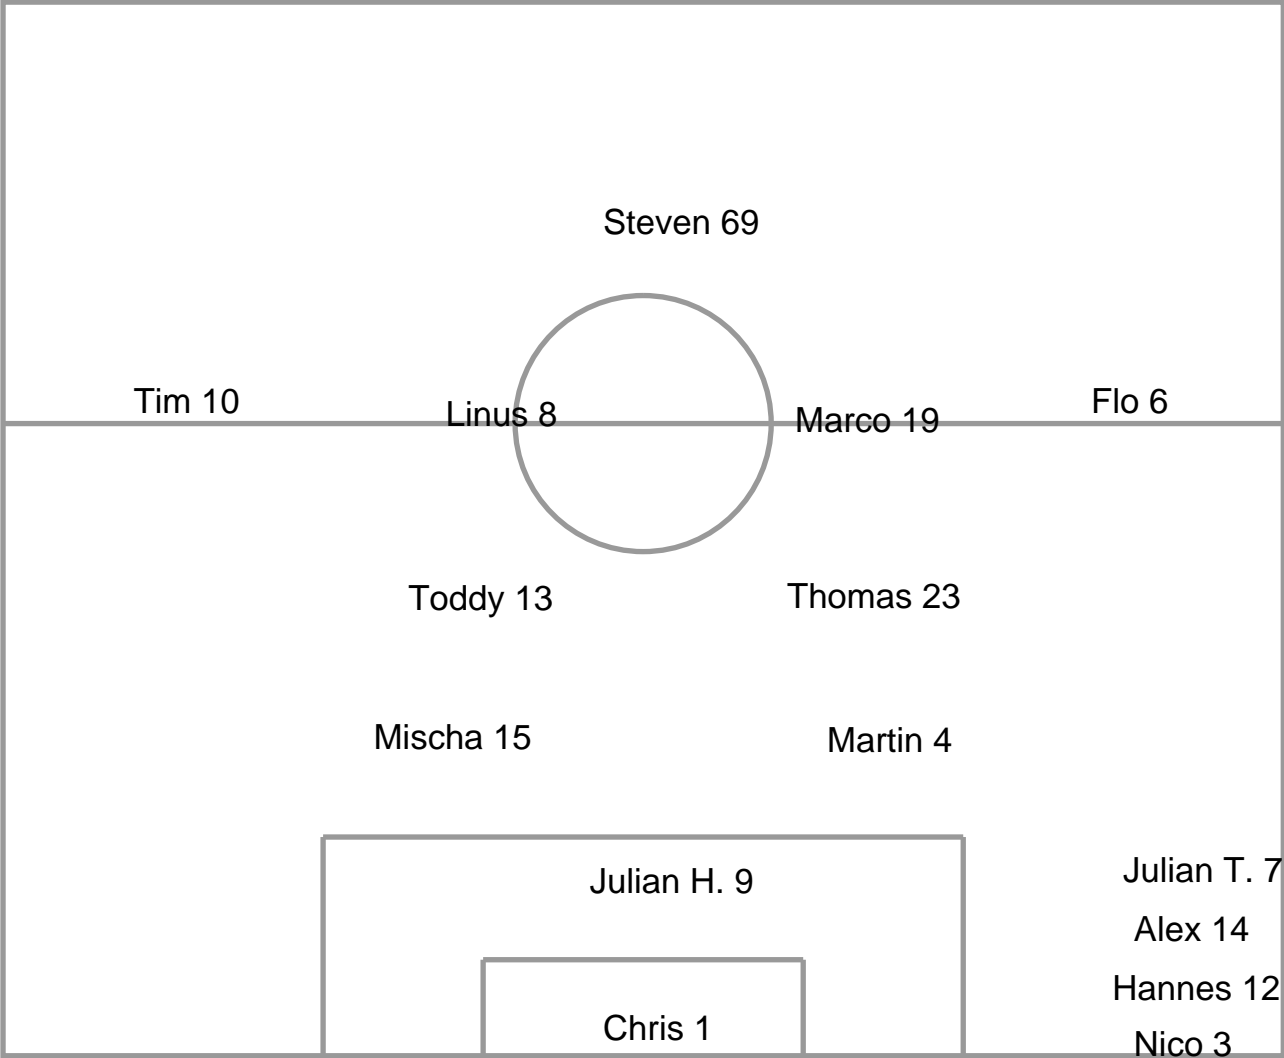 Steven 69
Tim 10
Linus 8
Marco 19
Flo 6
Toddy 13
Thomas 23
Mischa 15
Martin 4
Julian H. 9
Julian T. 7
Alex 14
Hannes 12
Chris 1
Nico 3